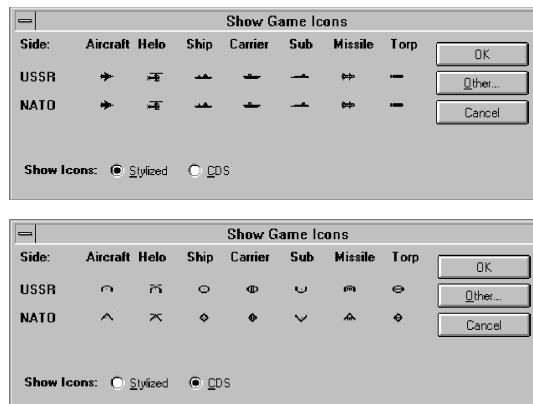 Show Game Icons
Side: Aircraft Helo Ship Carrier Sub Missile Torp
OK
USSR
Other...
NATO
Cancel
Show Icons: Stylized CDS
Show Game Icons
Side: Aircraft Helo Ship Carrier Sub Missile Torp
OK
USSR
Other...
NATO
Cancel
Show Icons: Stylized CDS